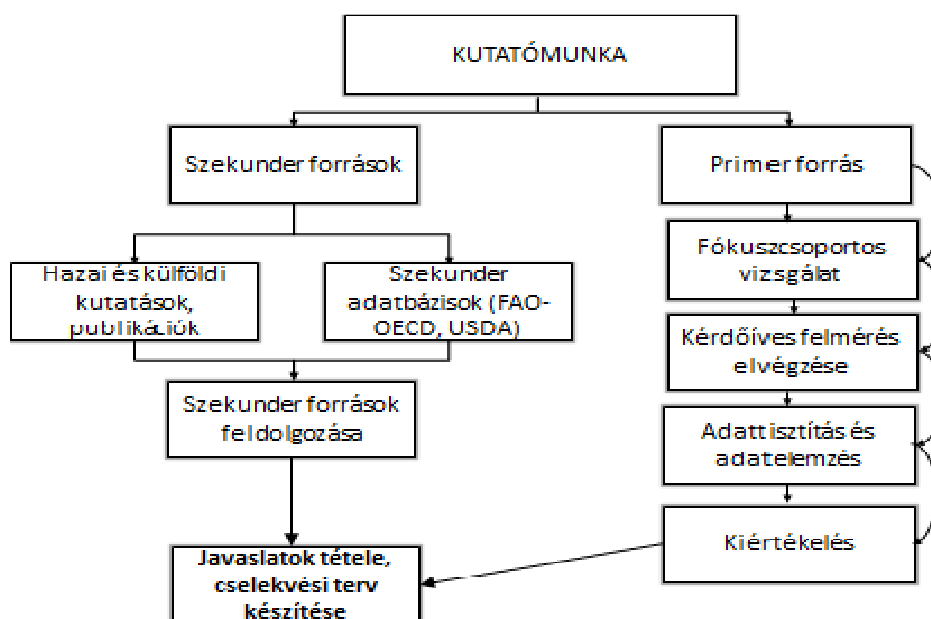 KUTATÓMUNKA
Szekunder források
Primer forrás
Hazai és külföldi
kutatások,
publikációk
Szekunder
adatbázisok (FAO-
OECD, USDA)
Szekunder források
feldolgozása
Fókuszcsoportos
vizsgálat
Kérdőíves felmérés
elvégzése
Adattisztítás és
adatelemzés
Kiértékelés
Javaslatok tétele,
cselekvési terv
készítése